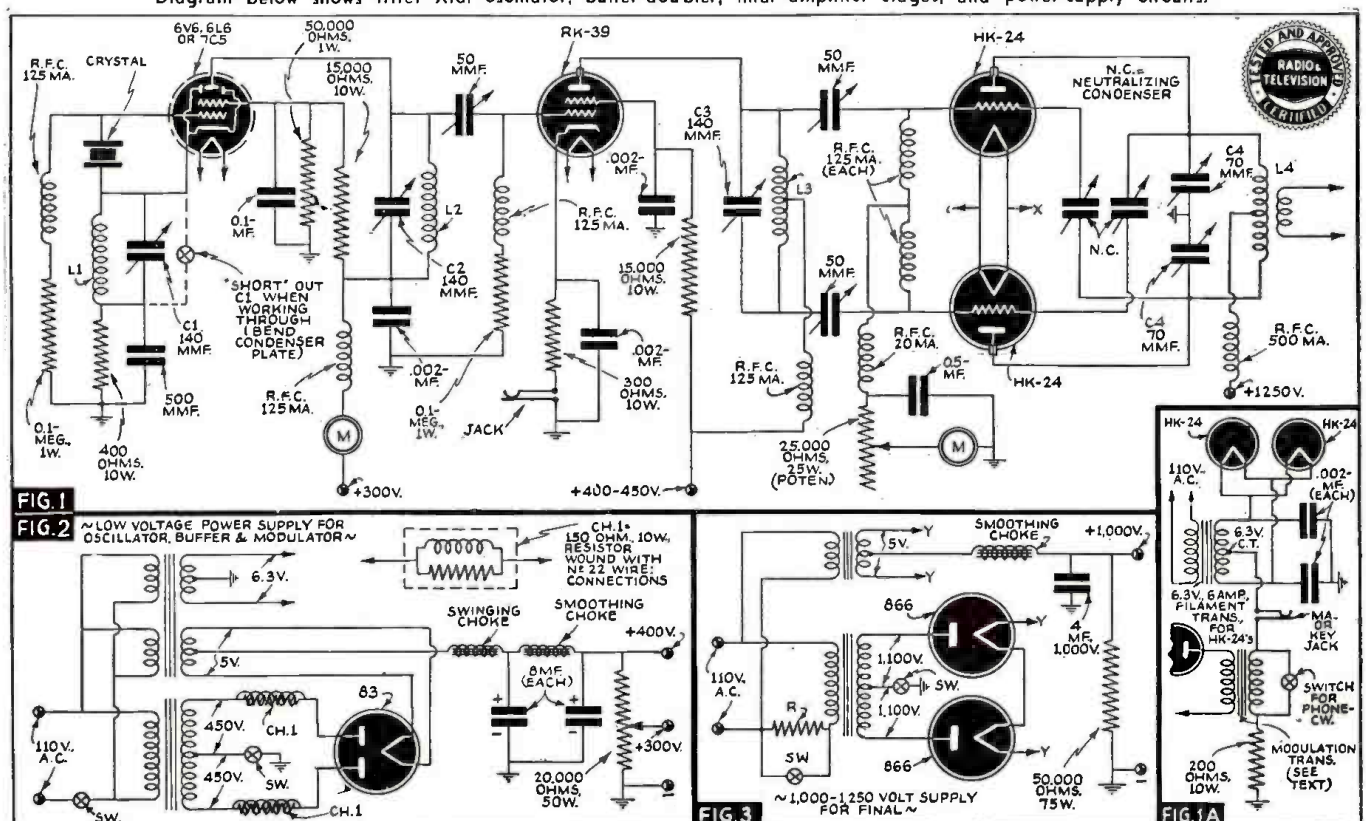 Diagram below shows Tritet Xtal oscillator, buffer-doubler, final amplifier stages, and power-supply circuits.
6V6, 6L6
OR 7C5
R.F.C.
125 MA.
CRYSTAL
50,000
OHMS,
1W.
15,000
OHMS,
10W.
50
MMF.
RK-39
C3
140
MMF.
50
MMF.
HK-24
N.C.=
NEUTRALIZING
CONDENSER
TESTED AND APPROVED
RADIO &
TELEVISION
CERTIFIED
L1
0.1-
MF.
L2
.002-
MF.
L3
R.F.C.
125 MA.
(EACH)
X
N.C.
C4
70
MMF.
L4
"SHORT" OUT
C1 WHEN
WORKING
THROUGH
(BEND
CONDENSER
PLATE)
C1
140
MMF.
500
MMF.
0.1-
MEG.,
1W.
400
OHMS,
10W.
C2
140
MMF.
.002-
MF.
R.F.C.
125 MA.
0.1-
MEG.,
1W.
R.F.C.
125 MA.
15,000
OHMS,
10W.
.002-
MF.
300
OHMS,
10W.
JACK
50
MMF.
R.F.C.
125 MA.
R.F.C.
20 MA.
0.5-
MF.
HK-24
C4
70
MMF.
R.F.C.
500 MA.
+1250V.
M
+300V.
+400-450V.
25,000
OHMS,
25W.
(POTEN)
M
FIG.1
FIG.2
~LOW VOLTAGE POWER SUPPLY FOR
OSCILLATOR, BUFFER & MODULATOR~
6.3V.
5V.
110V.
A.C.
SW.
450V.
450V.
CH.1
SW.
CH.1
83
CH.1=
150 OHM, 10W.,
RESISTOR
WOUND WITH
Nº 22 WIRE:
CONNECTIONS
SWINGING
CHOKE
SMOOTHING
CHOKE
8MF.
(EACH)
+ -
+ -
+400V.
+300V.
20,000
OHMS,
50W.
-
5V.
Y
Y
SMOOTHING
CHOKE
+1,000V.
110V.
A.C.
R
SW
866
1,100V.
SW.
1,100V.
866
Y
Y
4
MF.
1,000V.
50,000
OHMS,
75W.
-
FIG.3
~1,000-1250 VOLT SUPPLY
FOR FINAL~
HK-24
HK-24
110V.,
A.C.
.002-
MF.
(EACH)
6.3V.
C.T.
6.3V., 6 AMP.,
FILAMENT
TRANS.,
FOR
HK-24's
MA.
OR
KEY
JACK
SWITCH
FOR
PHONE-
CW.
MODULATION
TRANS.
(SEE
TEXT)
200
OHMS,
10W.
FIG.1A